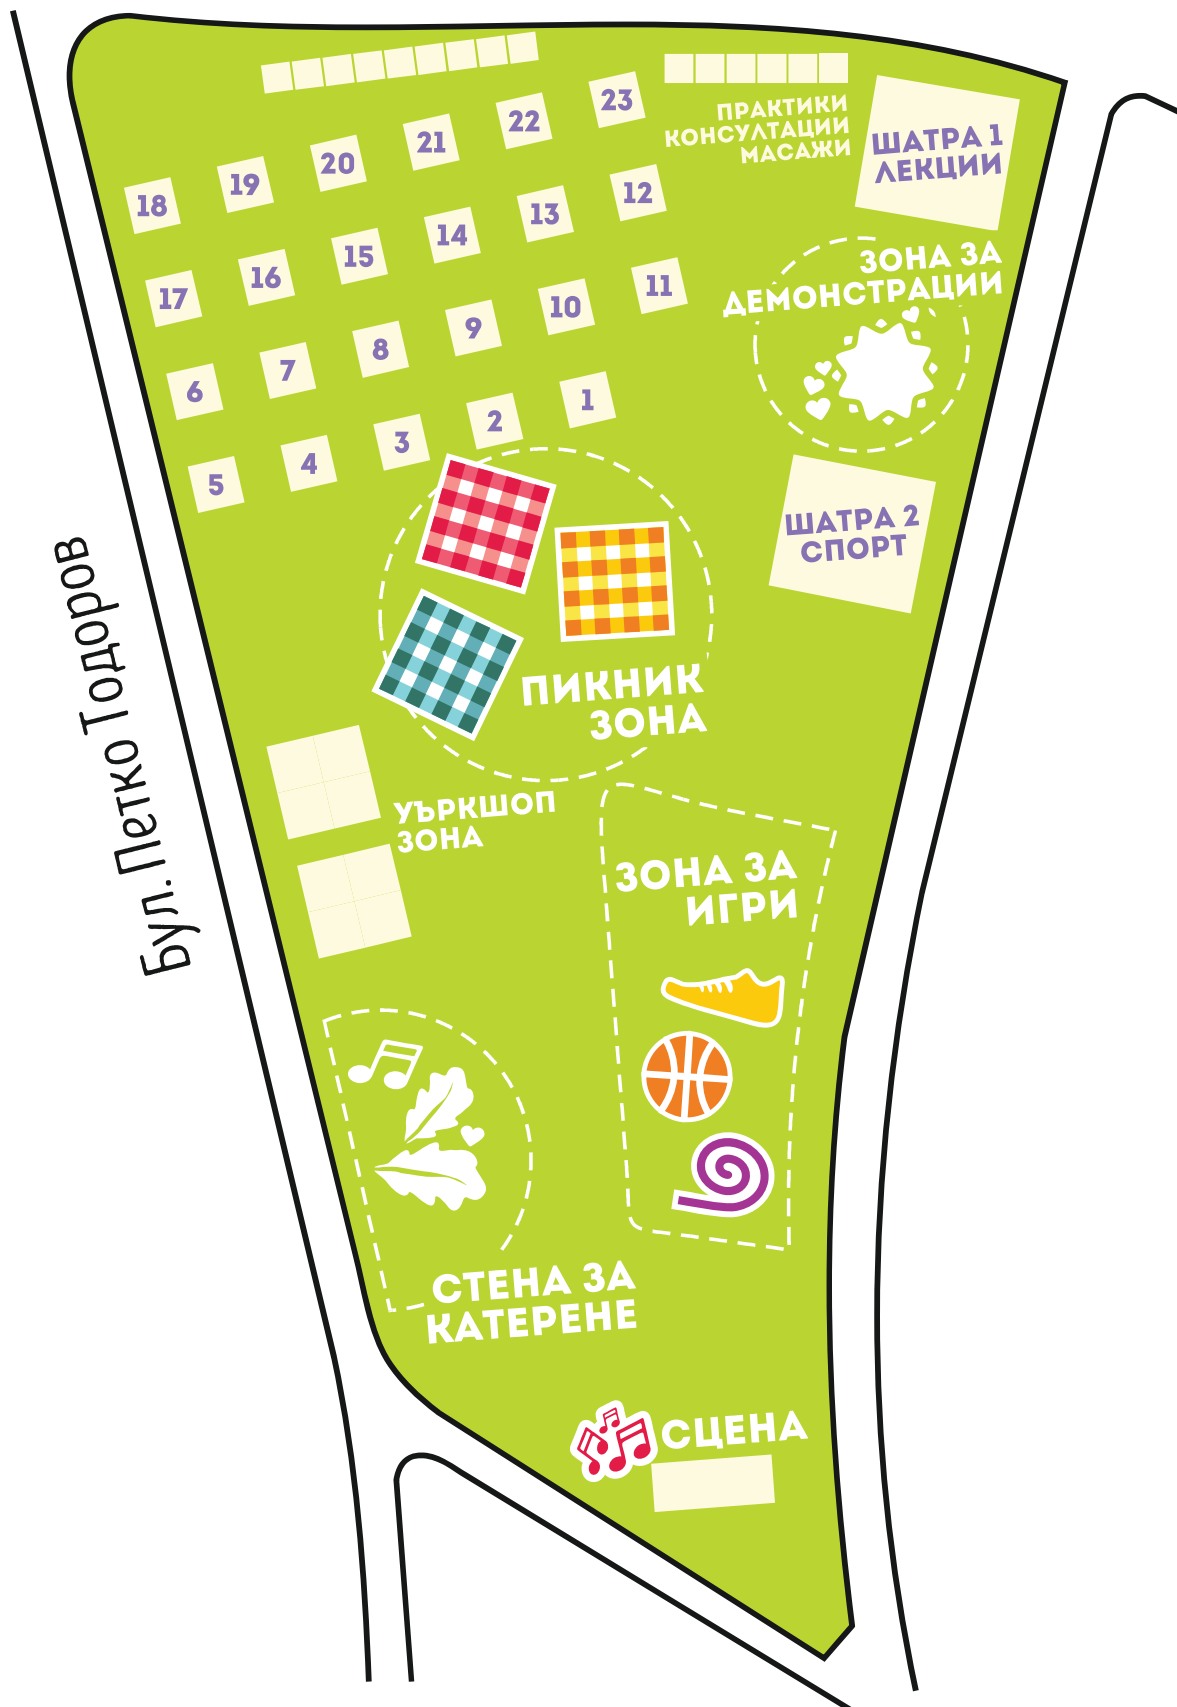 23
22
21
20
19
18
ПРАКТИКИ
КОНСУЛТАЦИИ
МАСАЖИ
ШАТРА 1
ЛЕКЦИИ
12
13
14
15
16
17
ЗОНА ЗА
ДЕМОНСТРАЦИИ
11
10
9
8
7
6
1
2
3
4
5
ШАТРА 2
СПОРТ
Бул. Петко Тодоров
ПИКНИК
ЗОНА
УЪРКШОП
ЗОНА
ЗОНА ЗА
ИГРИ
СТЕНА ЗА
КАТЕРЕНЕ
СЦЕНА